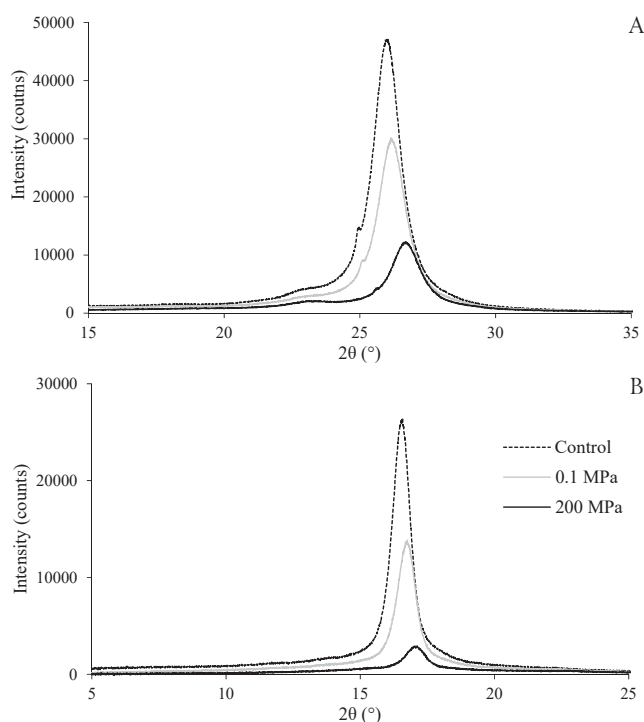 A
50000
40000
30000
20000
10000
0
Intensity (coutns)
15 20 25 30 35
2θ (°)
B
30000
20000
10000
0
Intensity (counts)
Control
0.1 MPa
200 MPa
5 10 15 20 25
2θ (°)